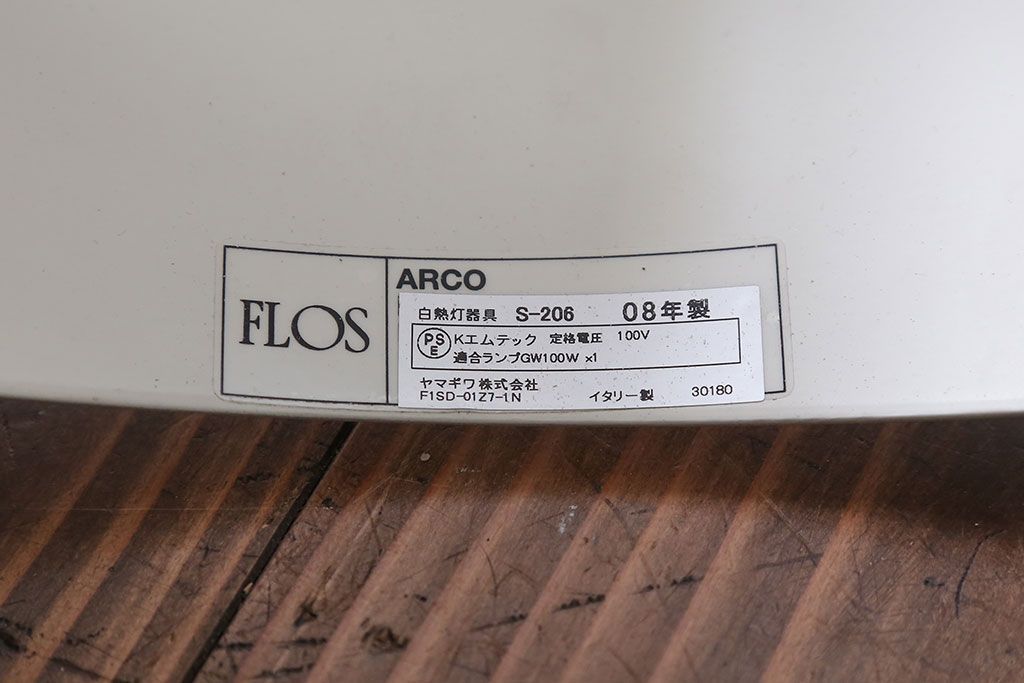 FLOS
ARCO
白熱灯器具 S-206 08年製
PS E Kエムテック 定格電圧 100V
適合ランプGW100W ×1
ヤマギワ株式会社
F1SD-01Z7-1N イタリー製 30180